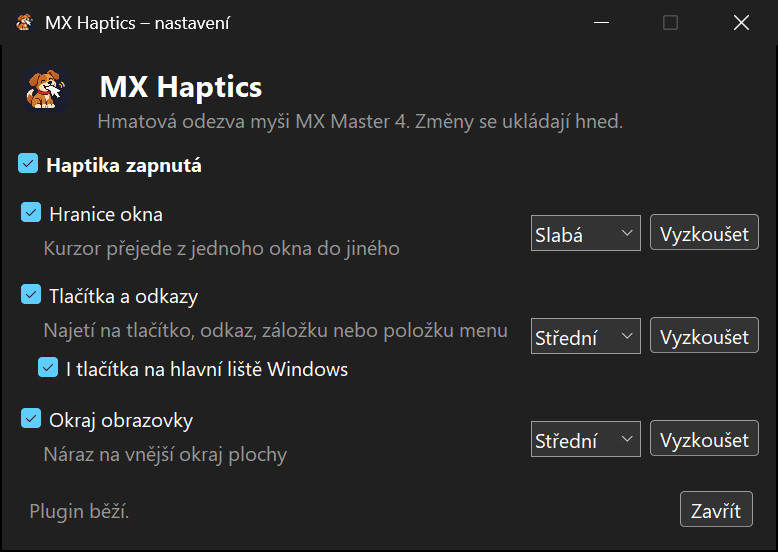 MX Haptics – nastavení
MX Haptics
Hmatová odezva myši MX Master 4. Změny se ukládají hned.
Haptika zapnutá
Hranice okna
Kurzor přejede z jednoho okna do jiného
Slabá
Vyzkoušet
Tlačítka a odkazy
Najetí na tlačítko, odkaz, záložku nebo položku menu
Střední
Vyzkoušet
I tlačítka na hlavní liště Windows
Okraj obrazovky
Náraz na vnější okraj plochy
Střední
Vyzkoušet
Plugin běží.
Zavřít